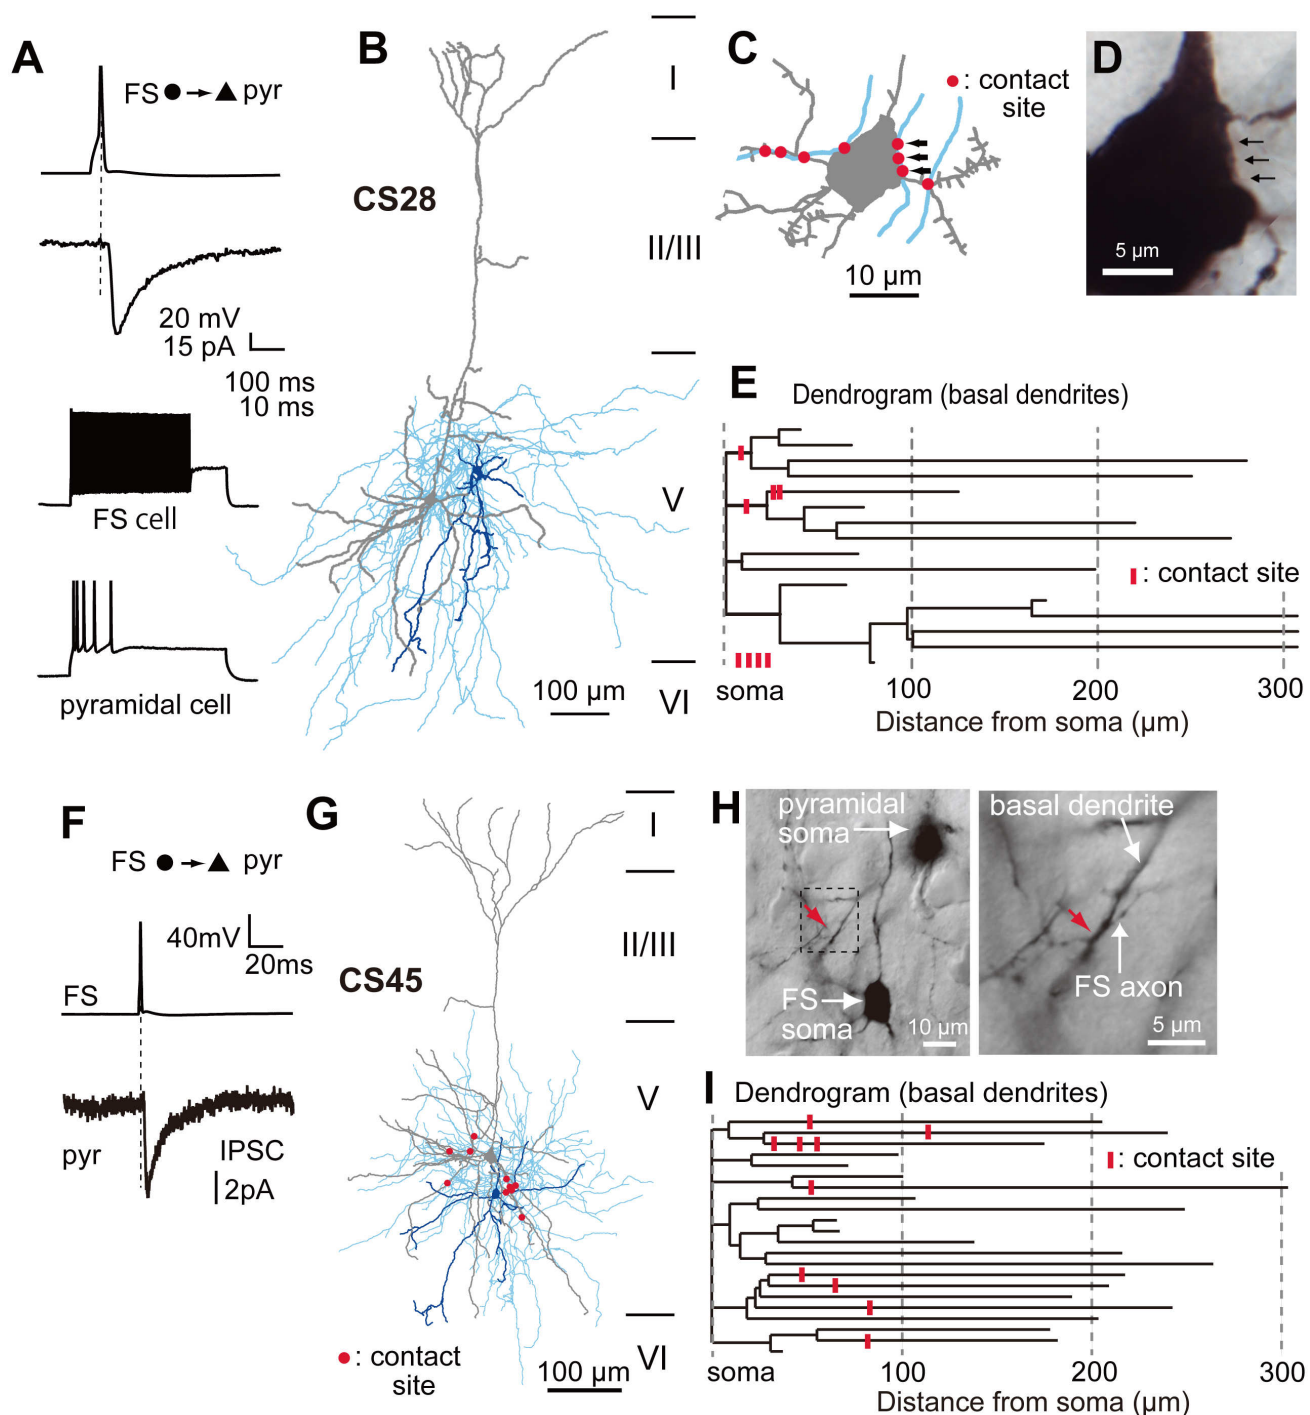 A
FS → pyr
20 mV
15 pA
100 ms
10 ms
FS cell
pyramidal cell
B
CS28
I
II/III
V
VI
100 µm
C
: contact
site
10 µm
D
5 µm
E
Dendrogram (basal dendrites)
: contact site
soma
100
200
300
Distance from soma (µm)
F
FS → pyr
40mV
20ms
FS
pyr
IPSC
2pA
G
CS45
I
II/III
V
VI
: contact
site
100 µm
H
pyramidal
soma
FS
soma
10 µm
basal dendrite
FS axon
5 µm
I
Dendrogram (basal dendrites)
: contact site
soma
100
200
300
Distance from soma (µm)